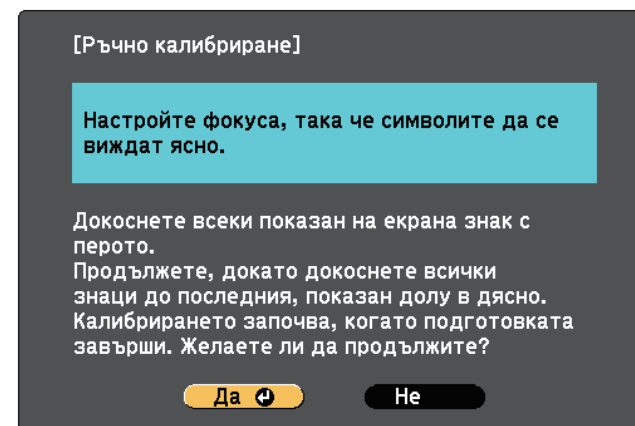 [Ръчно калибриране]
Настройте фокуса, така че символите да се
виждат ясно.
Докоснете всеки показан на екрана знак с
перото.
Продължете, докато докоснете всички
знаци до последния, показан долу в дясно.
Калибрирането започва, когато подготовката
завърши. Желаете ли да продължите?
Да Не